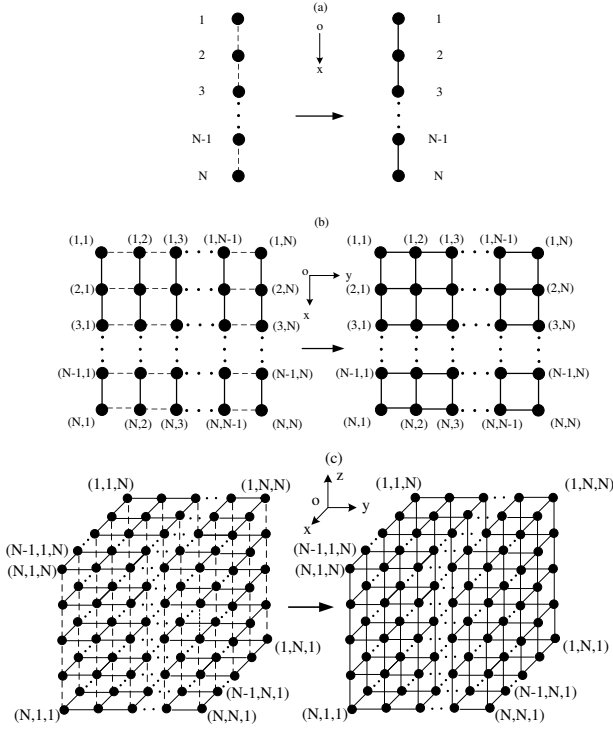 (a)
1 o 1
2 2
x
3 3
N-1 N-1
N N
(b)
(1,1) (1,2) (1,3) (1,N-1) (1,N) (1,1) (1,2) (1,3) (1,N-1) (1,N)
o y
(2,1) (2,N) (2,1) (2,N)
x
(3,1) (3,N) (3,1) (3,N)
(N-1,1) (N-1,N) (N-1,1) (N-1,N)
(N,1) (N,2) (N,3) (N,N-1) (N,N) (N,1) (N,2) (N,3) (N,N-1) (N,N)
(c)
(1,1,N) (1,N,N) z (1,1,N) (1,N,N)
o y
x
(N-1,1,N) (N-1,1,N)
(N,1,N) (N,1,N)
(1,N,1) (1,N,1)
(N-1,N,1) (N-1,N,1)
(N,1,1) (N,N,1) (N,1,1) (N,N,1)